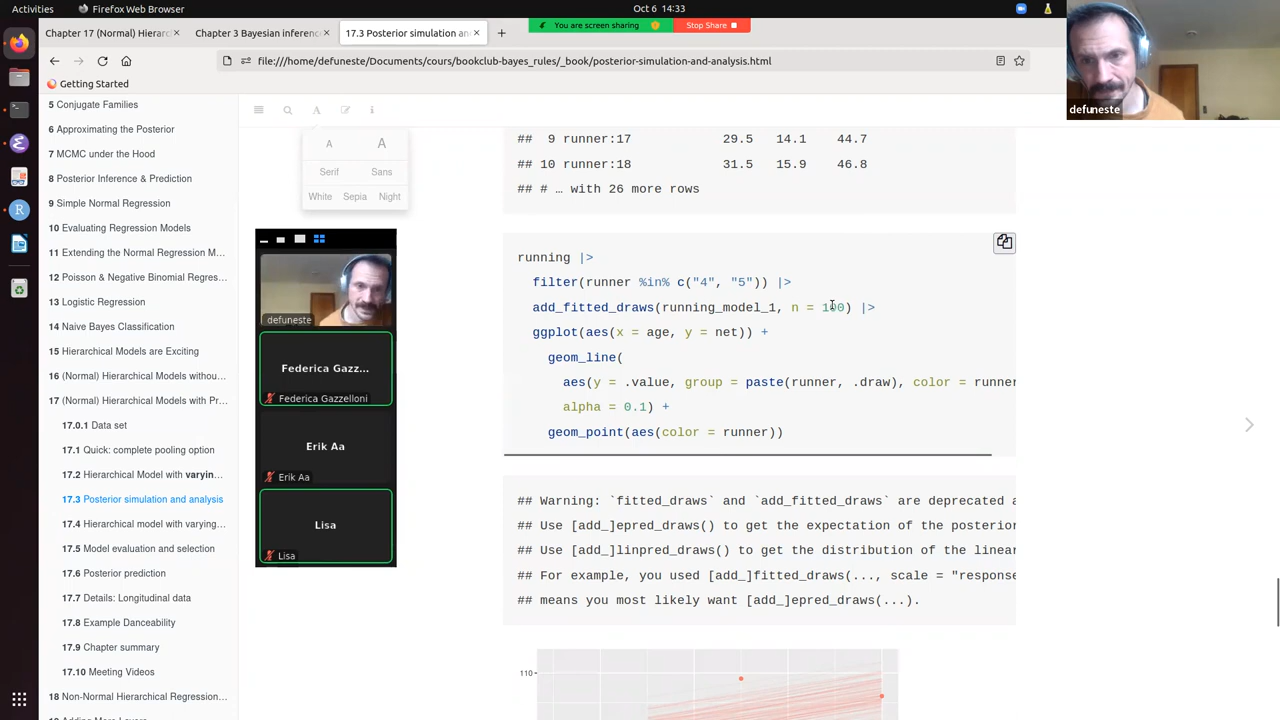 Activities
Firefox Web Browser
Oct 6 14:33
You are screen sharing
Stop Share
Chapter 17 (Normal) Hierarc
Chapter 3 Bayesian inferenc
17.3 Posterior simulation an
file:///home/defuneste/Documents/cours/bookclub-bayes_rules/_book/posterior-simulation-and-analysis.html
Getting Started
defuneste
5 Conjugate Families
6 Approximating the Posterior
7 MCMC under the Hood
8 Posterior Inference & Prediction
9 Simple Normal Regression
10 Evaluating Regression Models
11 Extending the Normal Regression M…
12 Poisson & Negative Binomial Regres…
13 Logistic Regression
14 Naive Bayes Classification
15 Hierarchical Models are Exciting
16 (Normal) Hierarchical Models withou…
17 (Normal) Hierarchical Models with Pr…
17.0.1 Data set
17.1 Quick: complete pooling option
17.2 Hierarchical Model with varyin…
17.3 Posterior simulation and analysis
17.4 Hierarchical model with varying…
17.5 Model evaluation and selection
17.6 Posterior prediction
17.7 Details: Longitudinal data
17.8 Example Danceability
17.9 Chapter summary
17.10 Meeting Videos
18 Non-Normal Hierarchical Regression…
A A
Serif Sans
White Sepia Night
defuneste
Federica Gazz...
Federica Gazzelloni
Erik Aa
Erik Aa
Lisa
Lisa
## 9 runner:17 29.5 14.1 44.7
## 10 runner:18 31.5 15.9 46.8
## # … with 26 more rows
running |>
filter(runner %in% c("4", "5")) |>
add_fitted_draws(running_model_1, n = 100) |>
ggplot(aes(x = age, y = net)) +
geom_line(
aes(y = .value, group = paste(runner, .draw), color = runner
alpha = 0.1) +
geom_point(aes(color = runner))
## Warning: `fitted_draws` and `add_fitted_draws` are deprecated a
## Use [add_]epred_draws() to get the expectation of the posterior
## Use [add_]linpred_draws() to get the distribution of the linear
## For example, you used [add_]fitted_draws(..., scale = "response
## means you most likely want [add_]epred_draws(...).
110